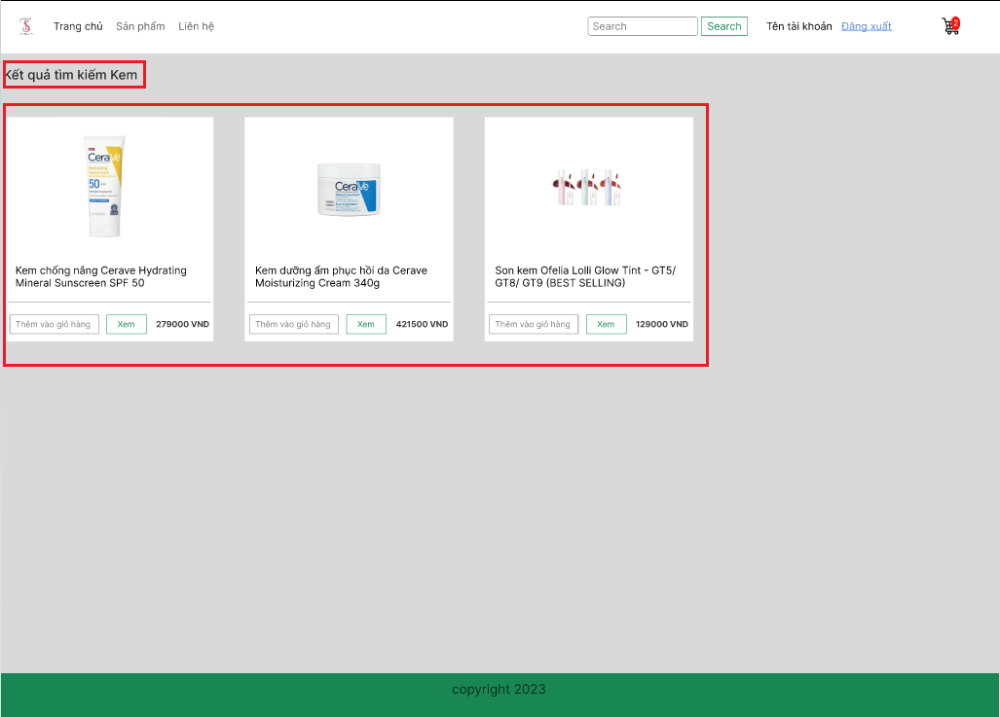 Trang chủ Sản phẩm Liên hệ Search Search Tên tài khoản Đăng xuất 2
Kết quả tìm kiếm Kem
CeraVe
50
CeraVe
Kem chống nắng Cerave Hydrating
Mineral Sunscreen SPF 50
Kem dưỡng ẩm phục hồi da Cerave
Moisturizing Cream 340g
Son kem Ofelia Lolli Glow Tint - GT5/
GT8/ GT9 (BEST SELLING)
Thêm vào giỏ hàng Xem 279000 VND
Thêm vào giỏ hàng Xem 421500 VND
Thêm vào giỏ hàng Xem 129000 VND
copyright 2023